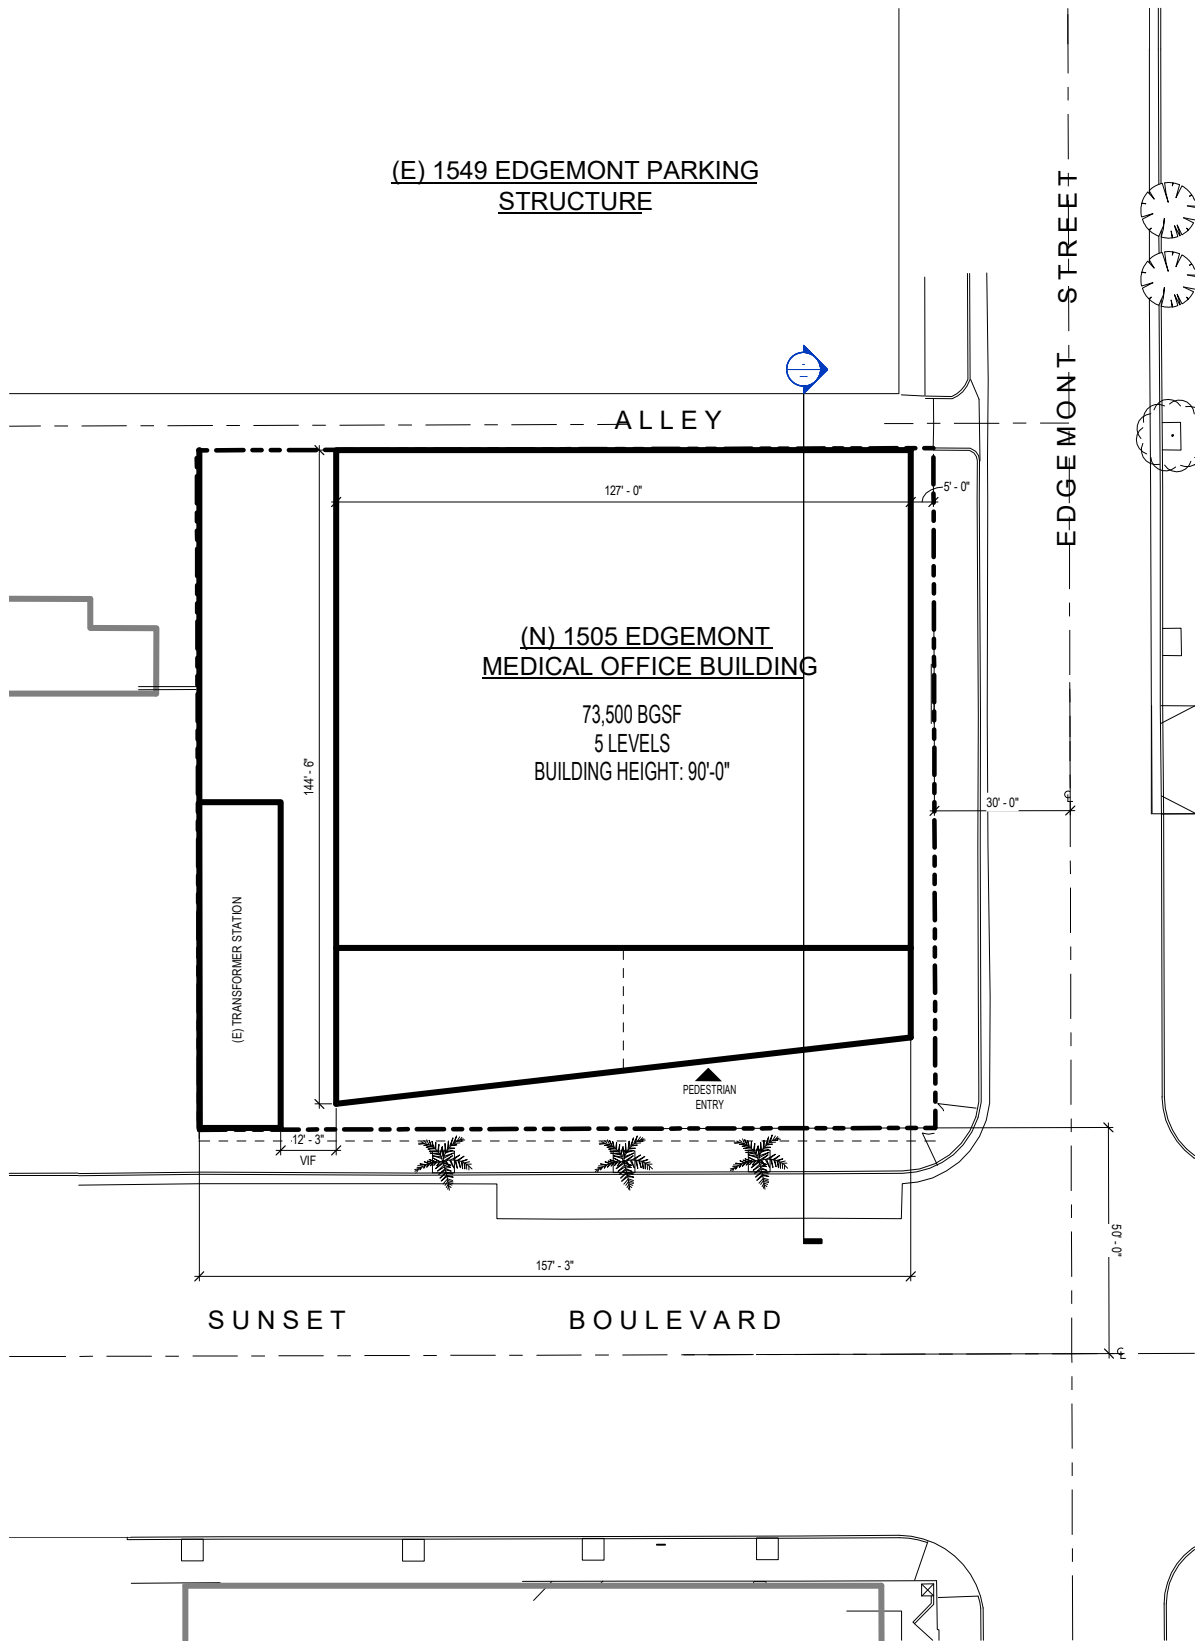 (E) 1549 EDGEMONT PARKING
STRUCTURE
EDGEMONT STREET
ALLEY
127' - 0"
5' - 0"
(N) 1505 EDGEMONT
MEDICAL OFFICE BUILDING
73,500 BGSF
5 LEVELS
BUILDING HEIGHT: 90'-0"
144' - 6"
30' - 0"
(E) TRANSFORMER STATION
PEDESTRIAN
ENTRY
12' - 3"
VIF
50' - 0"
157' - 3"
SUNSET BOULEVARD